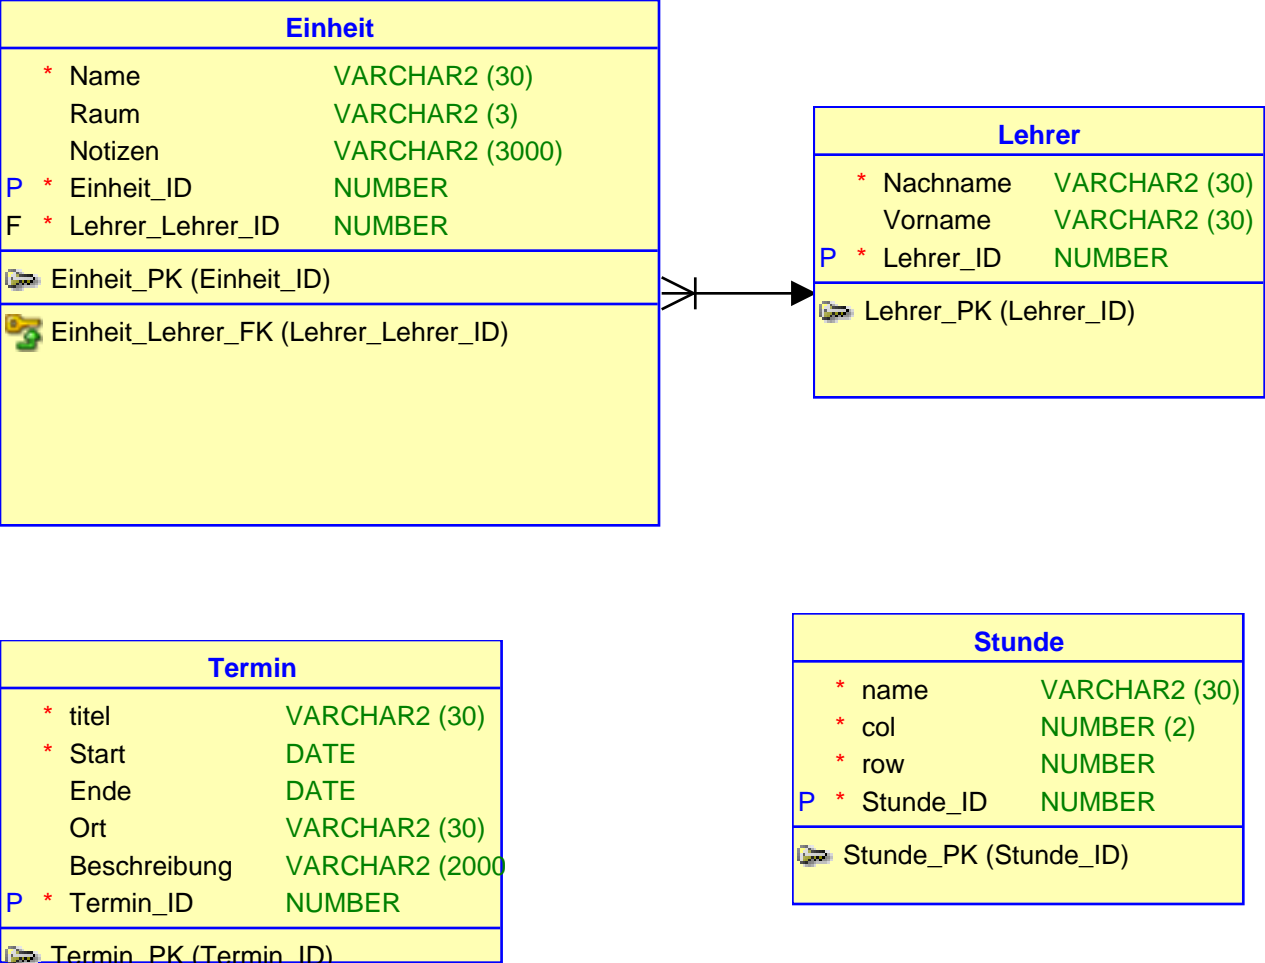 Einheit
* Name VARCHAR2 (30)
Raum VARCHAR2 (3)
Notizen VARCHAR2 (3000)
P * Einheit_ID NUMBER
F * Lehrer_Lehrer_ID NUMBER
Einheit_PK (Einheit_ID)
Einheit_Lehrer_FK (Lehrer_Lehrer_ID)
Lehrer
* Nachname VARCHAR2 (30)
Vorname VARCHAR2 (30)
P * Lehrer_ID NUMBER
Lehrer_PK (Lehrer_ID)
Termin
* titel VARCHAR2 (30)
* Start DATE
Ende DATE
Ort VARCHAR2 (30)
Beschreibung VARCHAR2 (2000
P * Termin_ID NUMBER
Termin_PK (Termin_ID)
Stunde
* name VARCHAR2 (30)
* col NUMBER (2)
* row NUMBER
P * Stunde_ID NUMBER
Stunde_PK (Stunde_ID)